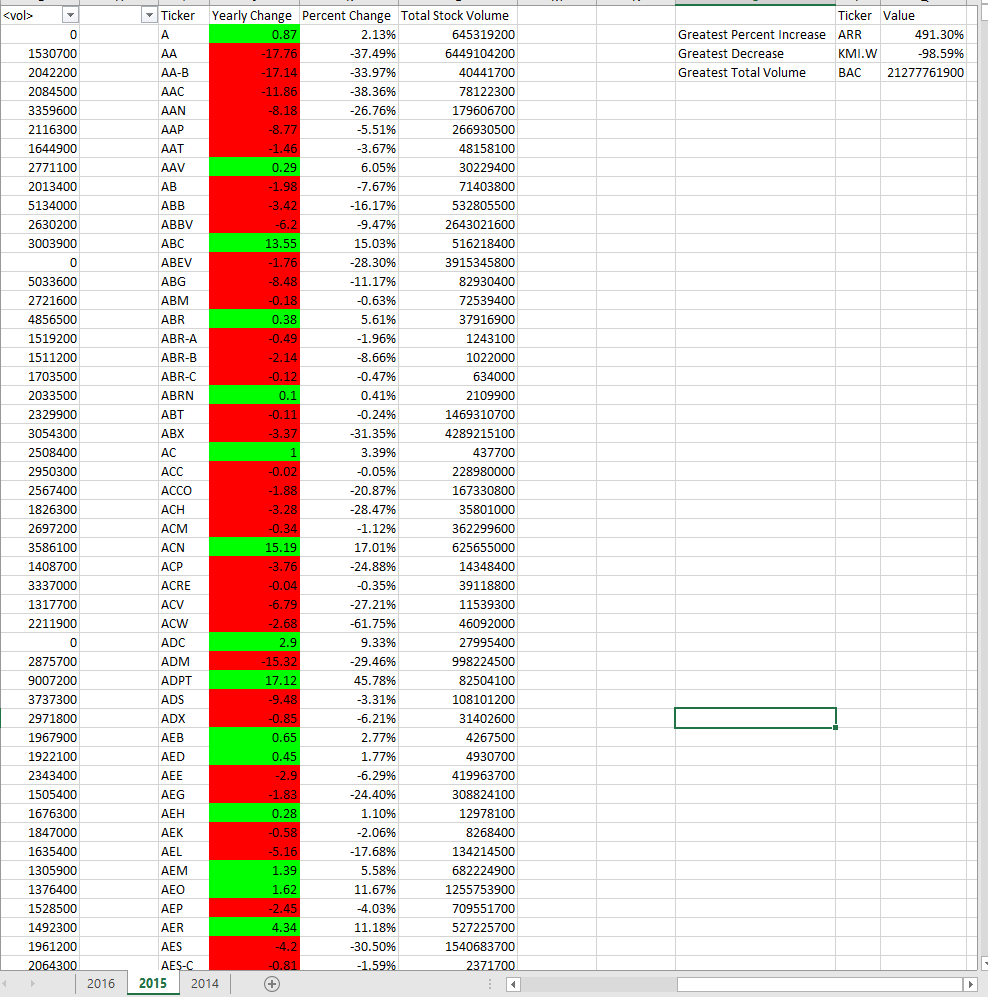 <vol> Ticker Yearly Change Percent Change Total Stock Volume Ticker Value
0 A 0.87 2.13% 645319200 Greatest Percent Increase ARR 491.30%
1530700 AA -17.76 -37.49% 6449104200 Greatest Decrease KMI.W -98.59%
2042200 AA-B -17.14 -33.97% 40441700 Greatest Total Volume BAC 21277761900
2084500 AAC -11.86 -38.36% 78122300
3359600 AAN -8.18 -26.76% 179606700
2116300 AAP -8.77 -5.51% 266930500
1644900 AAT -1.46 -3.67% 48158100
2771100 AAV 0.29 6.05% 30229400
2013400 AB -1.98 -7.67% 71403800
5134000 ABB -3.42 -16.17% 532805500
2630200 ABBV -6.2 -9.47% 2643021600
3003900 ABC 13.55 15.03% 516218400
0 ABEV -1.76 -28.30% 3915345800
5033600 ABG -8.48 -11.17% 82930400
2721600 ABM -0.18 -0.63% 72539400
4856500 ABR 0.38 5.61% 37916900
1519200 ABR-A -0.49 -1.96% 1243100
1511200 ABR-B -2.14 -8.66% 1022000
1703500 ABR-C -0.12 -0.47% 634000
2033500 ABRN 0.1 0.41% 2109900
2329900 ABT -0.11 -0.24% 1469310700
3054300 ABX -3.37 -31.35% 4289215100
2508400 AC 1 3.39% 437700
2950300 ACC -0.02 -0.05% 228980000
2567400 ACCO -1.88 -20.87% 167330800
1826300 ACH -3.28 -28.47% 35801000
2697200 ACM -0.34 -1.12% 362299600
3586100 ACN 15.19 17.01% 625655000
1408700 ACP -3.76 -24.88% 14348400
3337000 ACRE -0.04 -0.35% 39118800
1317700 ACV -6.79 -27.21% 11539300
2211900 ACW -2.68 -61.75% 46092000
0 ADC 2.9 9.33% 27995400
2875700 ADM -15.32 -29.46% 998224500
9007200 ADPT 17.12 45.78% 82504100
3737300 ADS -9.48 -3.31% 108101200
2971800 ADX -0.85 -6.21% 31402600
1967900 AEB 0.65 2.77% 4267500
1922100 AED 0.45 1.77% 4930700
2343400 AEE -2.9 -6.29% 419963700
1505400 AEG -1.83 -24.40% 308824100
1676300 AEH 0.28 1.10% 12978100
1847000 AEK -0.58 -2.06% 8268400
1635400 AEL -5.16 -17.68% 134214500
1305900 AEM 1.39 5.58% 682224900
1376400 AEO 1.62 11.67% 1255753900
1528500 AEP -2.45 -4.03% 709551700
1492300 AER 4.34 11.18% 527225700
1961200 AES -4.2 -30.50% 1540683700
2064300 AES-C -0.81 -1.59% 2371700
2016 2015 2014